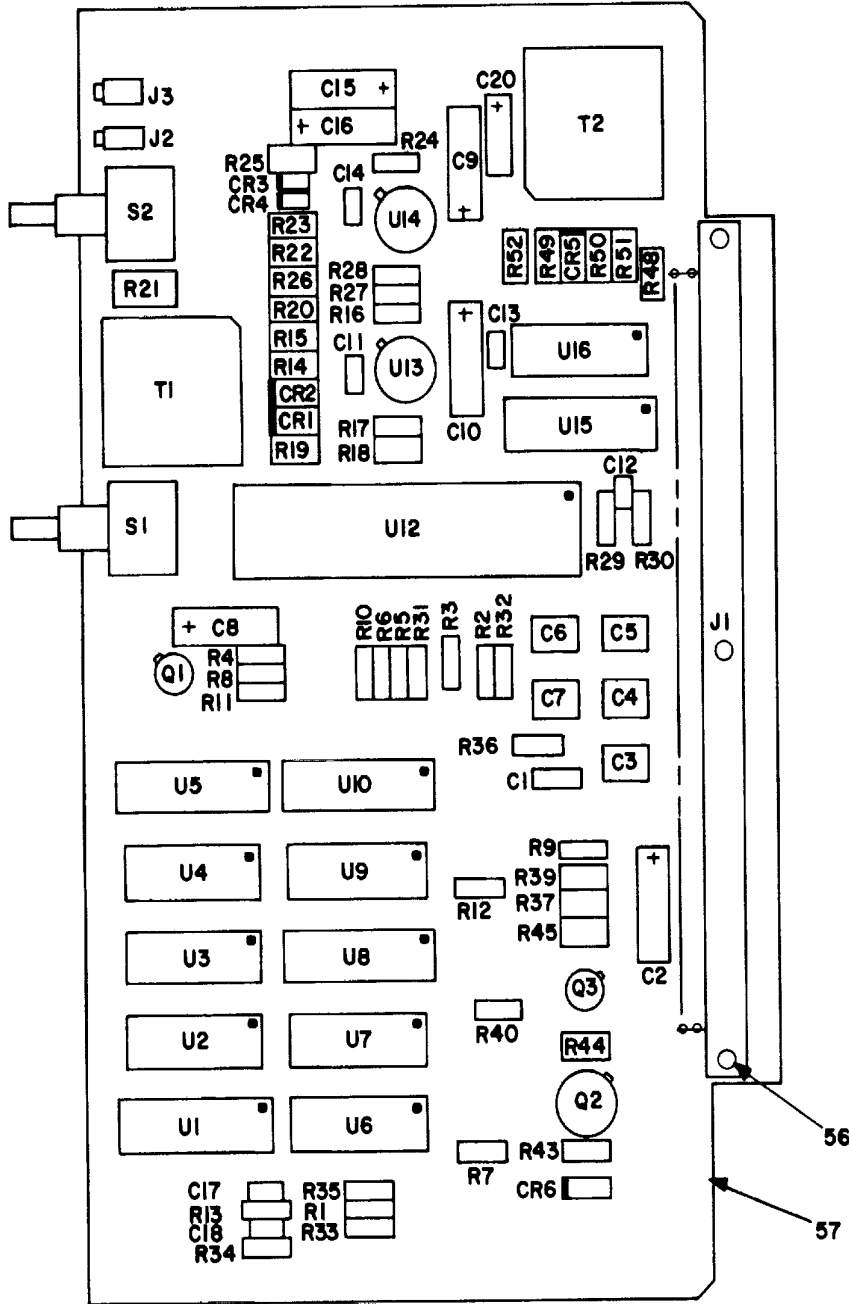 C15 +
+ C16
J3
J2
C20
+
T2
R25
R24
C9
+
CR3
CR4
C14
S2
U14
R23
R22
R26
R20
R15
R14
CR2
CR1
R19
R52
R49
CR5
R50
R51
R48
R21
R28
R27
R16
+
C10
C13
U16
C11
U13
T1
U15
R17
R18
C12
S1
U12
R29
R30
J1
+ C8
R10
R6
R5
R31
R3
R2
R32
C6
C5
Q1
R4
R8
R11
C7
C4
R36
C3
C1
U5
U10
R9
+
U4
U9
R39
R12
R37
R45
U3
U8
C2
Q3
R40
U2
U7
R44
Q2
U1
U6
56
R7
R43
C17
R35
CR6
R13
R1
57
C18
R33
R34